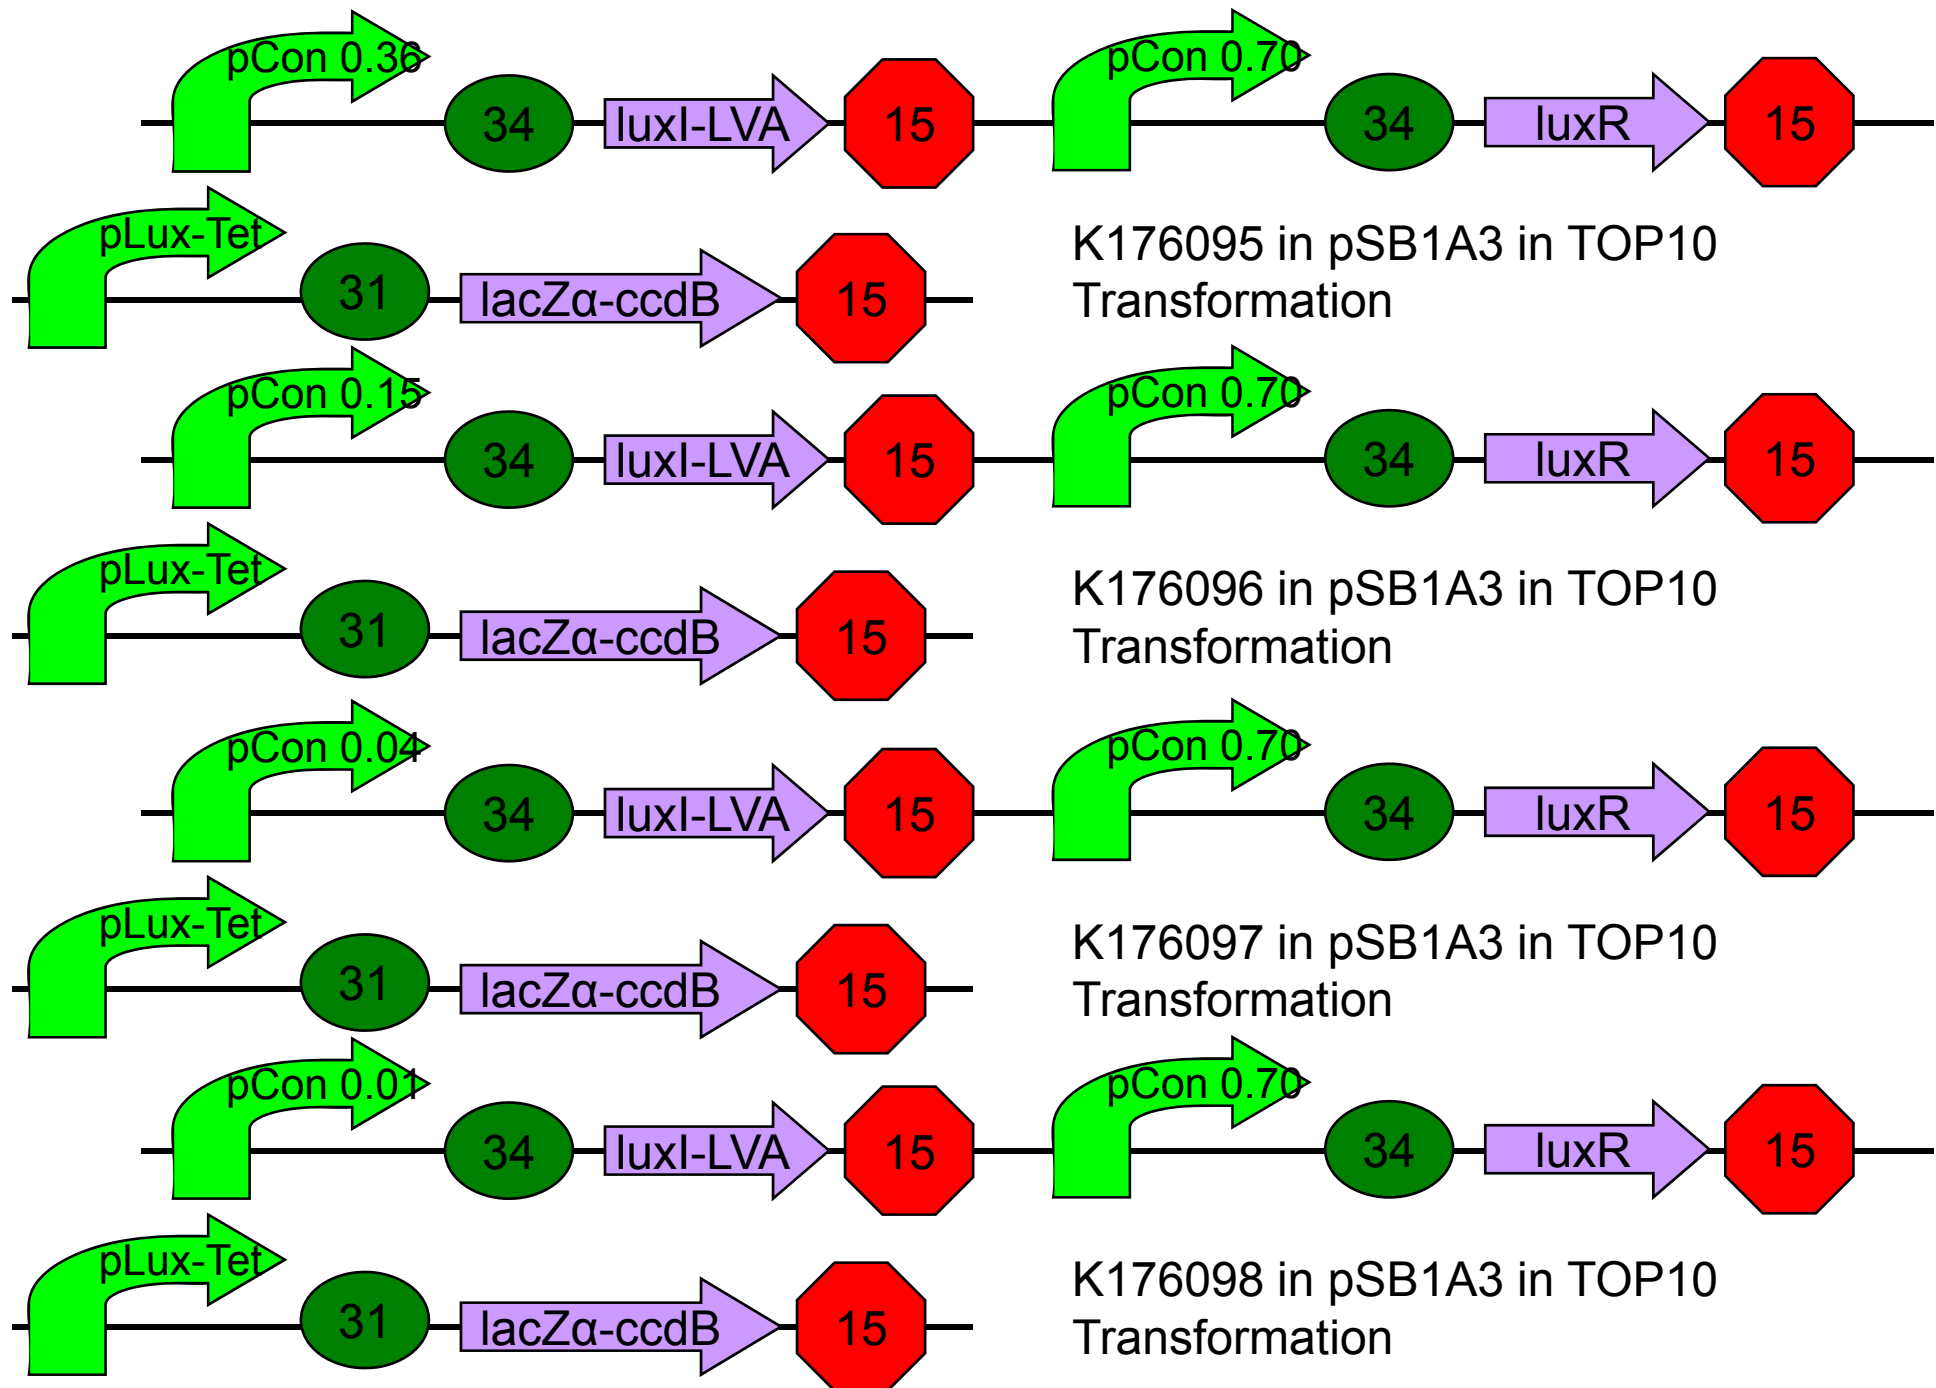 pCon 0.36 34 luxI-LVA 15 pCon 0.70 34 luxR 15
pLux-Tet 31 lacZα-ccdB 15
K176095 in pSB1A3 in TOP10
Transformation
pCon 0.15 34 luxI-LVA 15 pCon 0.70 34 luxR 15
pLux-Tet 31 lacZα-ccdB 15
K176096 in pSB1A3 in TOP10
Transformation
pCon 0.04 34 luxI-LVA 15 pCon 0.70 34 luxR 15
pLux-Tet 31 lacZα-ccdB 15
K176097 in pSB1A3 in TOP10
Transformation
pCon 0.01 34 luxI-LVA 15 pCon 0.70 34 luxR 15
pLux-Tet 31 lacZα-ccdB 15
K176098 in pSB1A3 in TOP10
Transformation